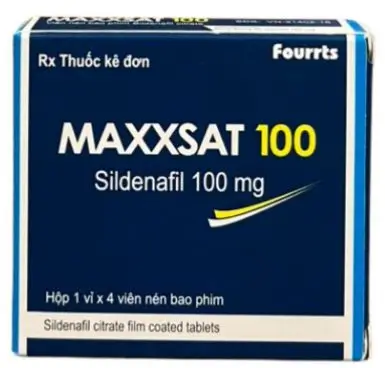 Fourrts
Rx Thuốc kê đơn
MAXXSAT 100
Sildenafil 100 mg
Hộp 1 vỉ x 4 viên nén bao phim
Sildenafil citrate film coated tablets